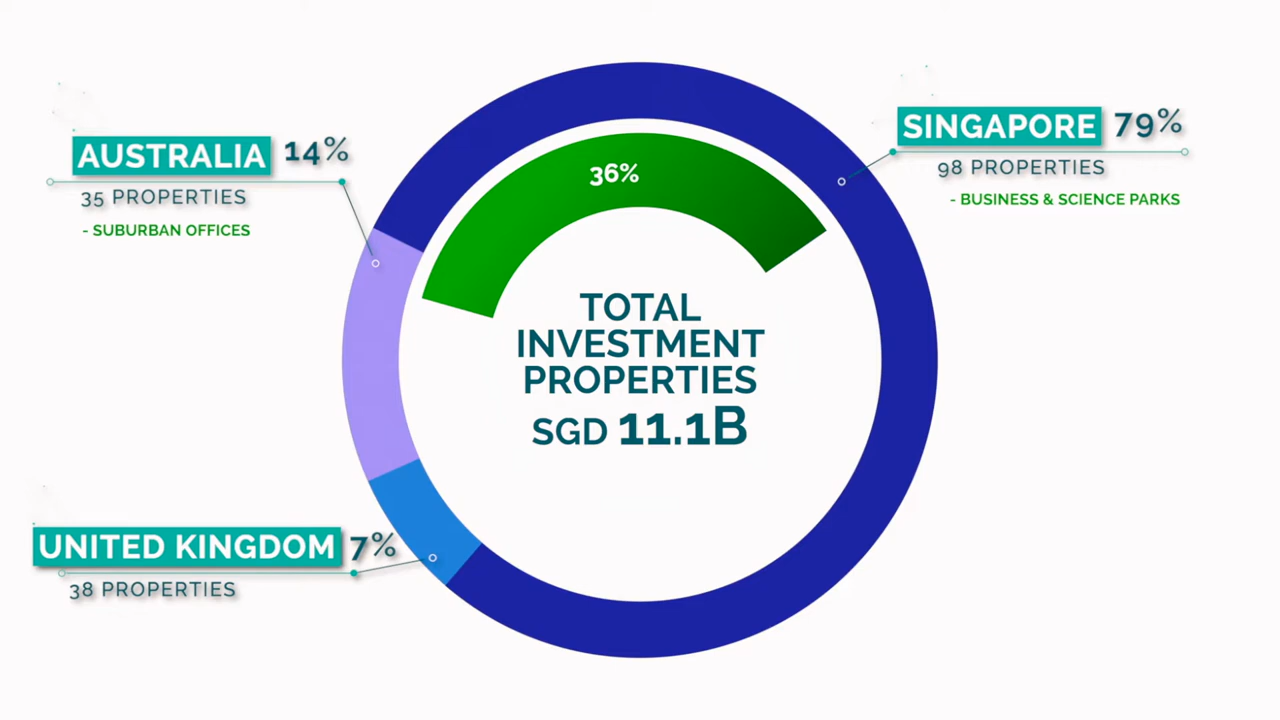 AUSTRALIA 14%
35 PROPERTIES
- SUBURBAN OFFICES
SINGAPORE 79%
98 PROPERTIES
- BUSINESS & SCIENCE PARKS
36%
TOTAL
INVESTMENT
PROPERTIES
SGD 11.1B
UNITED KINGDOM 7%
38 PROPERTIES